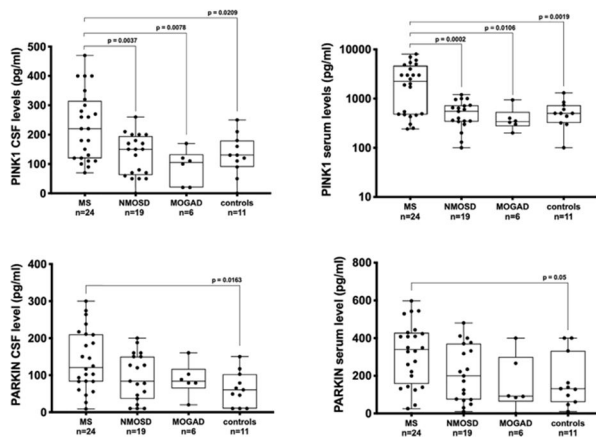 p = 0.0209
p = 0.0078
p = 0.0037
PINK1 CSF levels (pg/ml)
500
400
300
200
100
0
MS
n=24
NMOSD
n=19
MOGAD
n=6
controls
n=11
p = 0.0019
p = 0.0106
p = 0.0002
PINK1 serum levels (pg/ml)
10000
1000
100
10
MS
n=24
NMOSD
n=19
MOGAD
n=6
controls
n=11
p = 0.0163
PARKIN CSF level (pg/ml)
400
300
200
100
0
MS
n=24
NMOSD
n=19
MOGAD
n=6
controls
n=11
p = 0.05
PARKIN serum level (pg/ml)
800
600
400
200
0
MS
n=24
NMOSD
n=19
MOGAD
n=6
controls
n=11